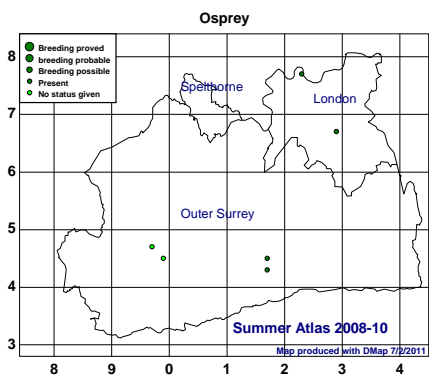 Osprey
Breeding proved
breeding probable
Breeding possible
Present
No status given
Spelthorne
London
Outer Surrey
Summer Atlas 2008-10
Map produced with DMap 7/2/2011
8
7
6
5
4
3
8 9 0 1 2 3 4